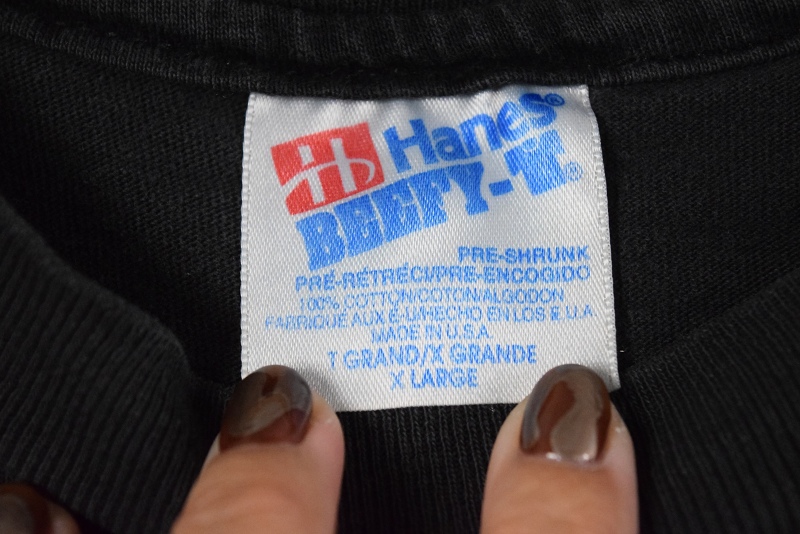 H Hanes®
BEEFY-T®
PRE-SHRUNK
PRÉ-RÉTRÉCI/PRE-ENCOGIDO
100% COTTON/COTON/ALGODON
FABRIQUÉ AUX É-U/HECHO EN LOS E.U.A
MADE IN U.S.A.
T GRAND/X GRANDE
X LARGE